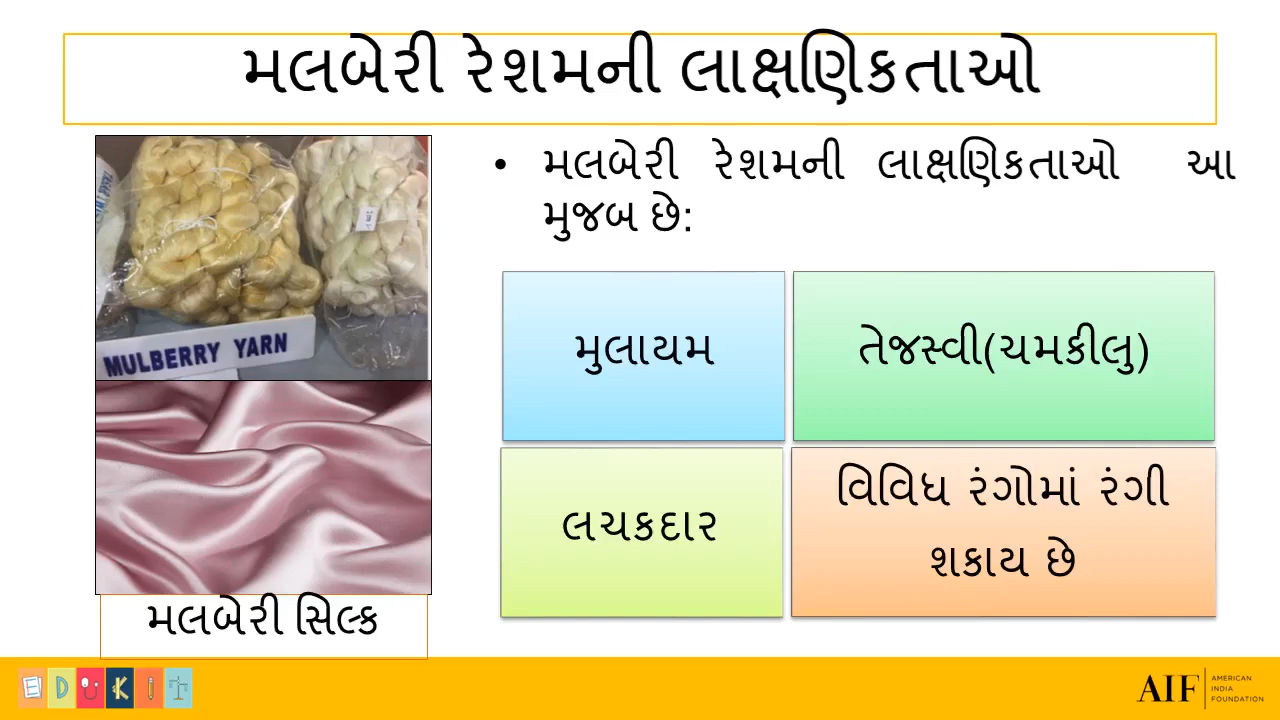 મલબેરી રેશમની લાક્ષણિકતાઓ
MULBERRY YARN
મલબેરી સિલ્ક
• મલબેરી રેશમની લાક્ષણિકતાઓ આ
મુજબ છે:
મુલાયમ
તેજસ્વી(ચમકીલુ)
લચકદાર
વિવિધ રંગોમાં રંગી
શકાય છે
EDUKIT
AIF
AMERICAN
INDIA
FOUNDATION